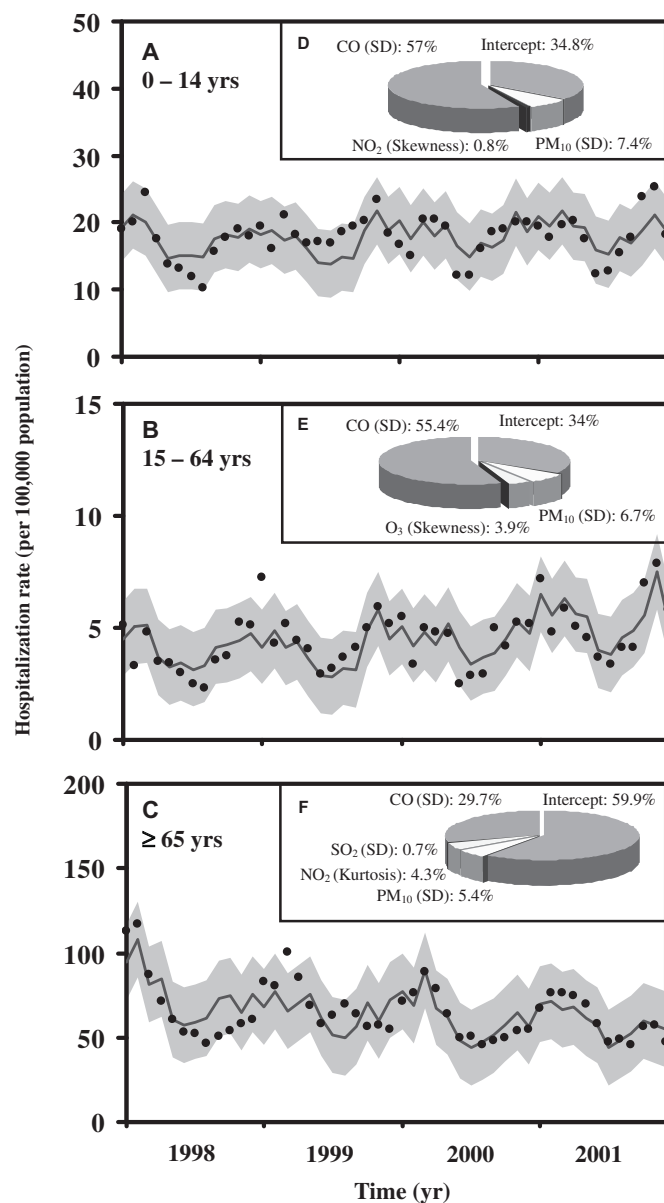 Hospitalization rate (per 100,000 population)
50
40
30
20
10
0
A
0 – 14 yrs
D
CO (SD): 57%
Intercept: 34.8%
NO₂ (Skewness): 0.8%
PM₁₀ (SD): 7.4%
15
10
5
0
B
15 – 64 yrs
E
CO (SD): 55.4%
Intercept: 34%
O₃ (Skewness): 3.9%
PM₁₀ (SD): 6.7%
200
150
100
50
0
C
≥ 65 yrs
F
CO (SD): 29.7%
Intercept: 59.9%
SO₂ (SD): 0.7%
NO₂ (Kurtosis): 4.3%
PM₁₀ (SD): 5.4%
1998 1999 2000 2001
Time (yr)